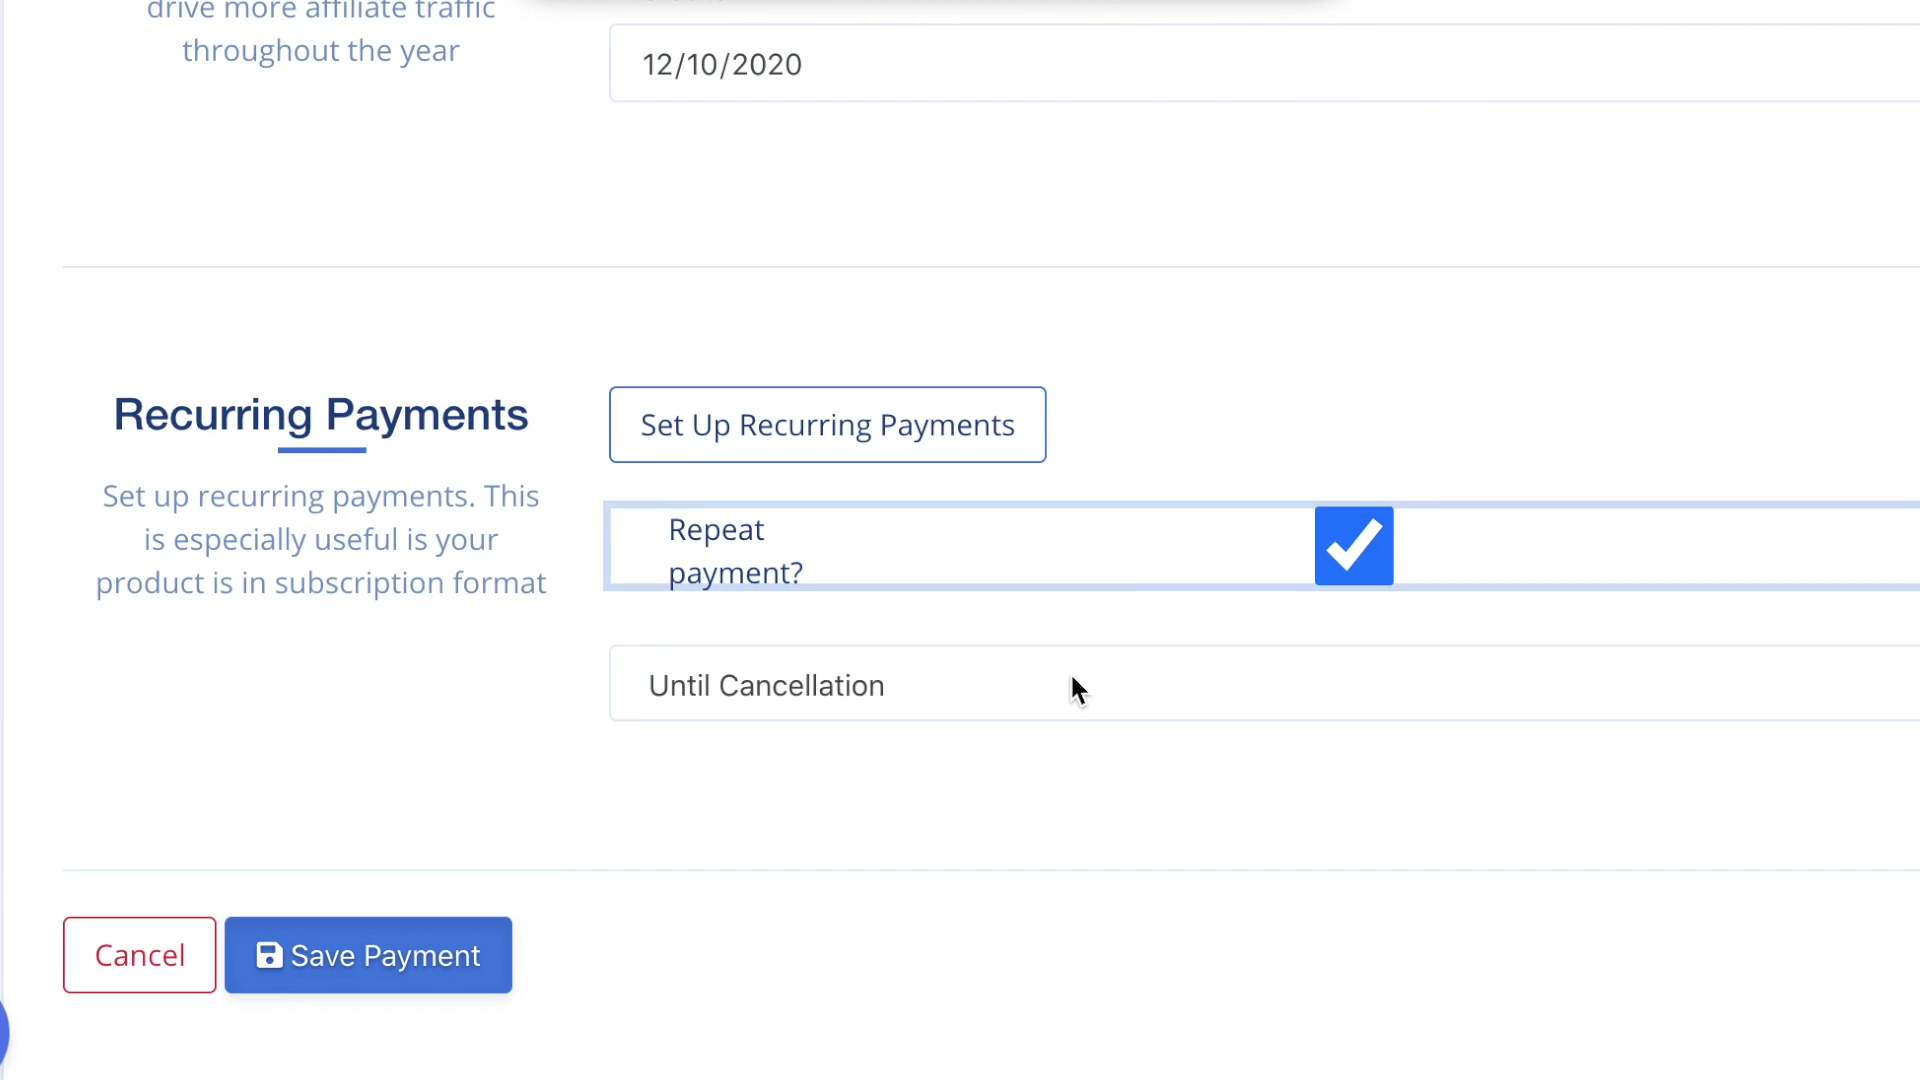 drive more affiliate traffic
throughout the year
12/10/2020
Recurring Payments
Set up recurring payments. This
is especially useful is your
product is in subscription format
Set Up Recurring Payments
Repeat
payment?
Until Cancellation
Cancel
Save Payment